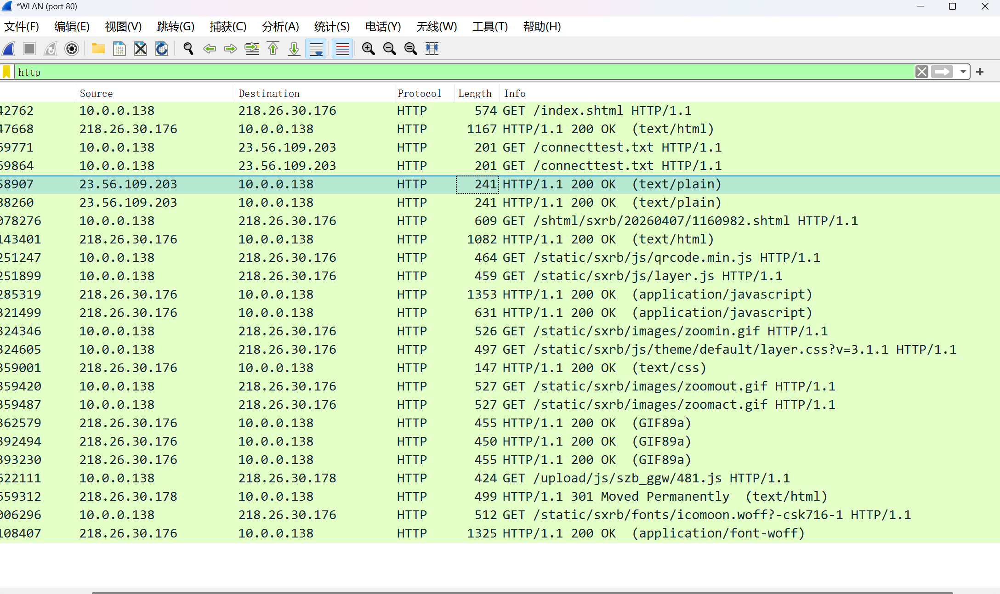 *WLAN (port 80)
文件(F) 编辑(E) 视图(V) 跳转(G) 捕获(C) 分析(A) 统计(S) 电话(Y) 无线(W) 工具(T) 帮助(H)
http
Source Destination Protocol Length Info
42762 10.0.0.138 218.26.30.176 HTTP 574 GET /index.shtml HTTP/1.1
47668 218.26.30.176 10.0.0.138 HTTP 1167 HTTP/1.1 200 OK (text/html)
69771 10.0.0.138 23.56.109.203 HTTP 201 GET /connecttest.txt HTTP/1.1
69864 10.0.0.138 23.56.109.203 HTTP 201 GET /connecttest.txt HTTP/1.1
58907 23.56.109.203 10.0.0.138 HTTP 241 HTTP/1.1 200 OK (text/plain)
88260 23.56.109.203 10.0.0.138 HTTP 241 HTTP/1.1 200 OK (text/plain)
078276 10.0.0.138 218.26.30.176 HTTP 609 GET /shtml/sxrb/20260407/1160982.shtml HTTP/1.1
143401 218.26.30.176 10.0.0.138 HTTP 1082 HTTP/1.1 200 OK (text/html)
251247 10.0.0.138 218.26.30.176 HTTP 464 GET /static/sxrb/js/qrcode.min.js HTTP/1.1
251899 10.0.0.138 218.26.30.176 HTTP 459 GET /static/sxrb/js/layer.js HTTP/1.1
285319 218.26.30.176 10.0.0.138 HTTP 1353 HTTP/1.1 200 OK (application/javascript)
321499 218.26.30.176 10.0.0.138 HTTP 631 HTTP/1.1 200 OK (application/javascript)
324346 10.0.0.138 218.26.30.176 HTTP 526 GET /static/sxrb/images/zoomin.gif HTTP/1.1
324605 10.0.0.138 218.26.30.176 HTTP 497 GET /static/sxrb/js/theme/default/layer.css?v=3.1.1 HTTP/1.1
359001 218.26.30.176 10.0.0.138 HTTP 147 HTTP/1.1 200 OK (text/css)
359420 10.0.0.138 218.26.30.176 HTTP 527 GET /static/sxrb/images/zoomout.gif HTTP/1.1
359487 10.0.0.138 218.26.30.176 HTTP 527 GET /static/sxrb/images/zoomact.gif HTTP/1.1
362579 218.26.30.176 10.0.0.138 HTTP 455 HTTP/1.1 200 OK (GIF89a)
392494 218.26.30.176 10.0.0.138 HTTP 450 HTTP/1.1 200 OK (GIF89a)
393230 218.26.30.176 10.0.0.138 HTTP 455 HTTP/1.1 200 OK (GIF89a)
622111 10.0.0.138 218.26.30.178 HTTP 424 GET /upload/js/szb_ggw/481.js HTTP/1.1
659312 218.26.30.178 10.0.0.138 HTTP 499 HTTP/1.1 301 Moved Permanently (text/html)
006296 10.0.0.138 218.26.30.176 HTTP 512 GET /static/sxrb/fonts/icomoon.woff?-csk716-1 HTTP/1.1
108407 218.26.30.176 10.0.0.138 HTTP 1325 HTTP/1.1 200 OK (application/font-woff)